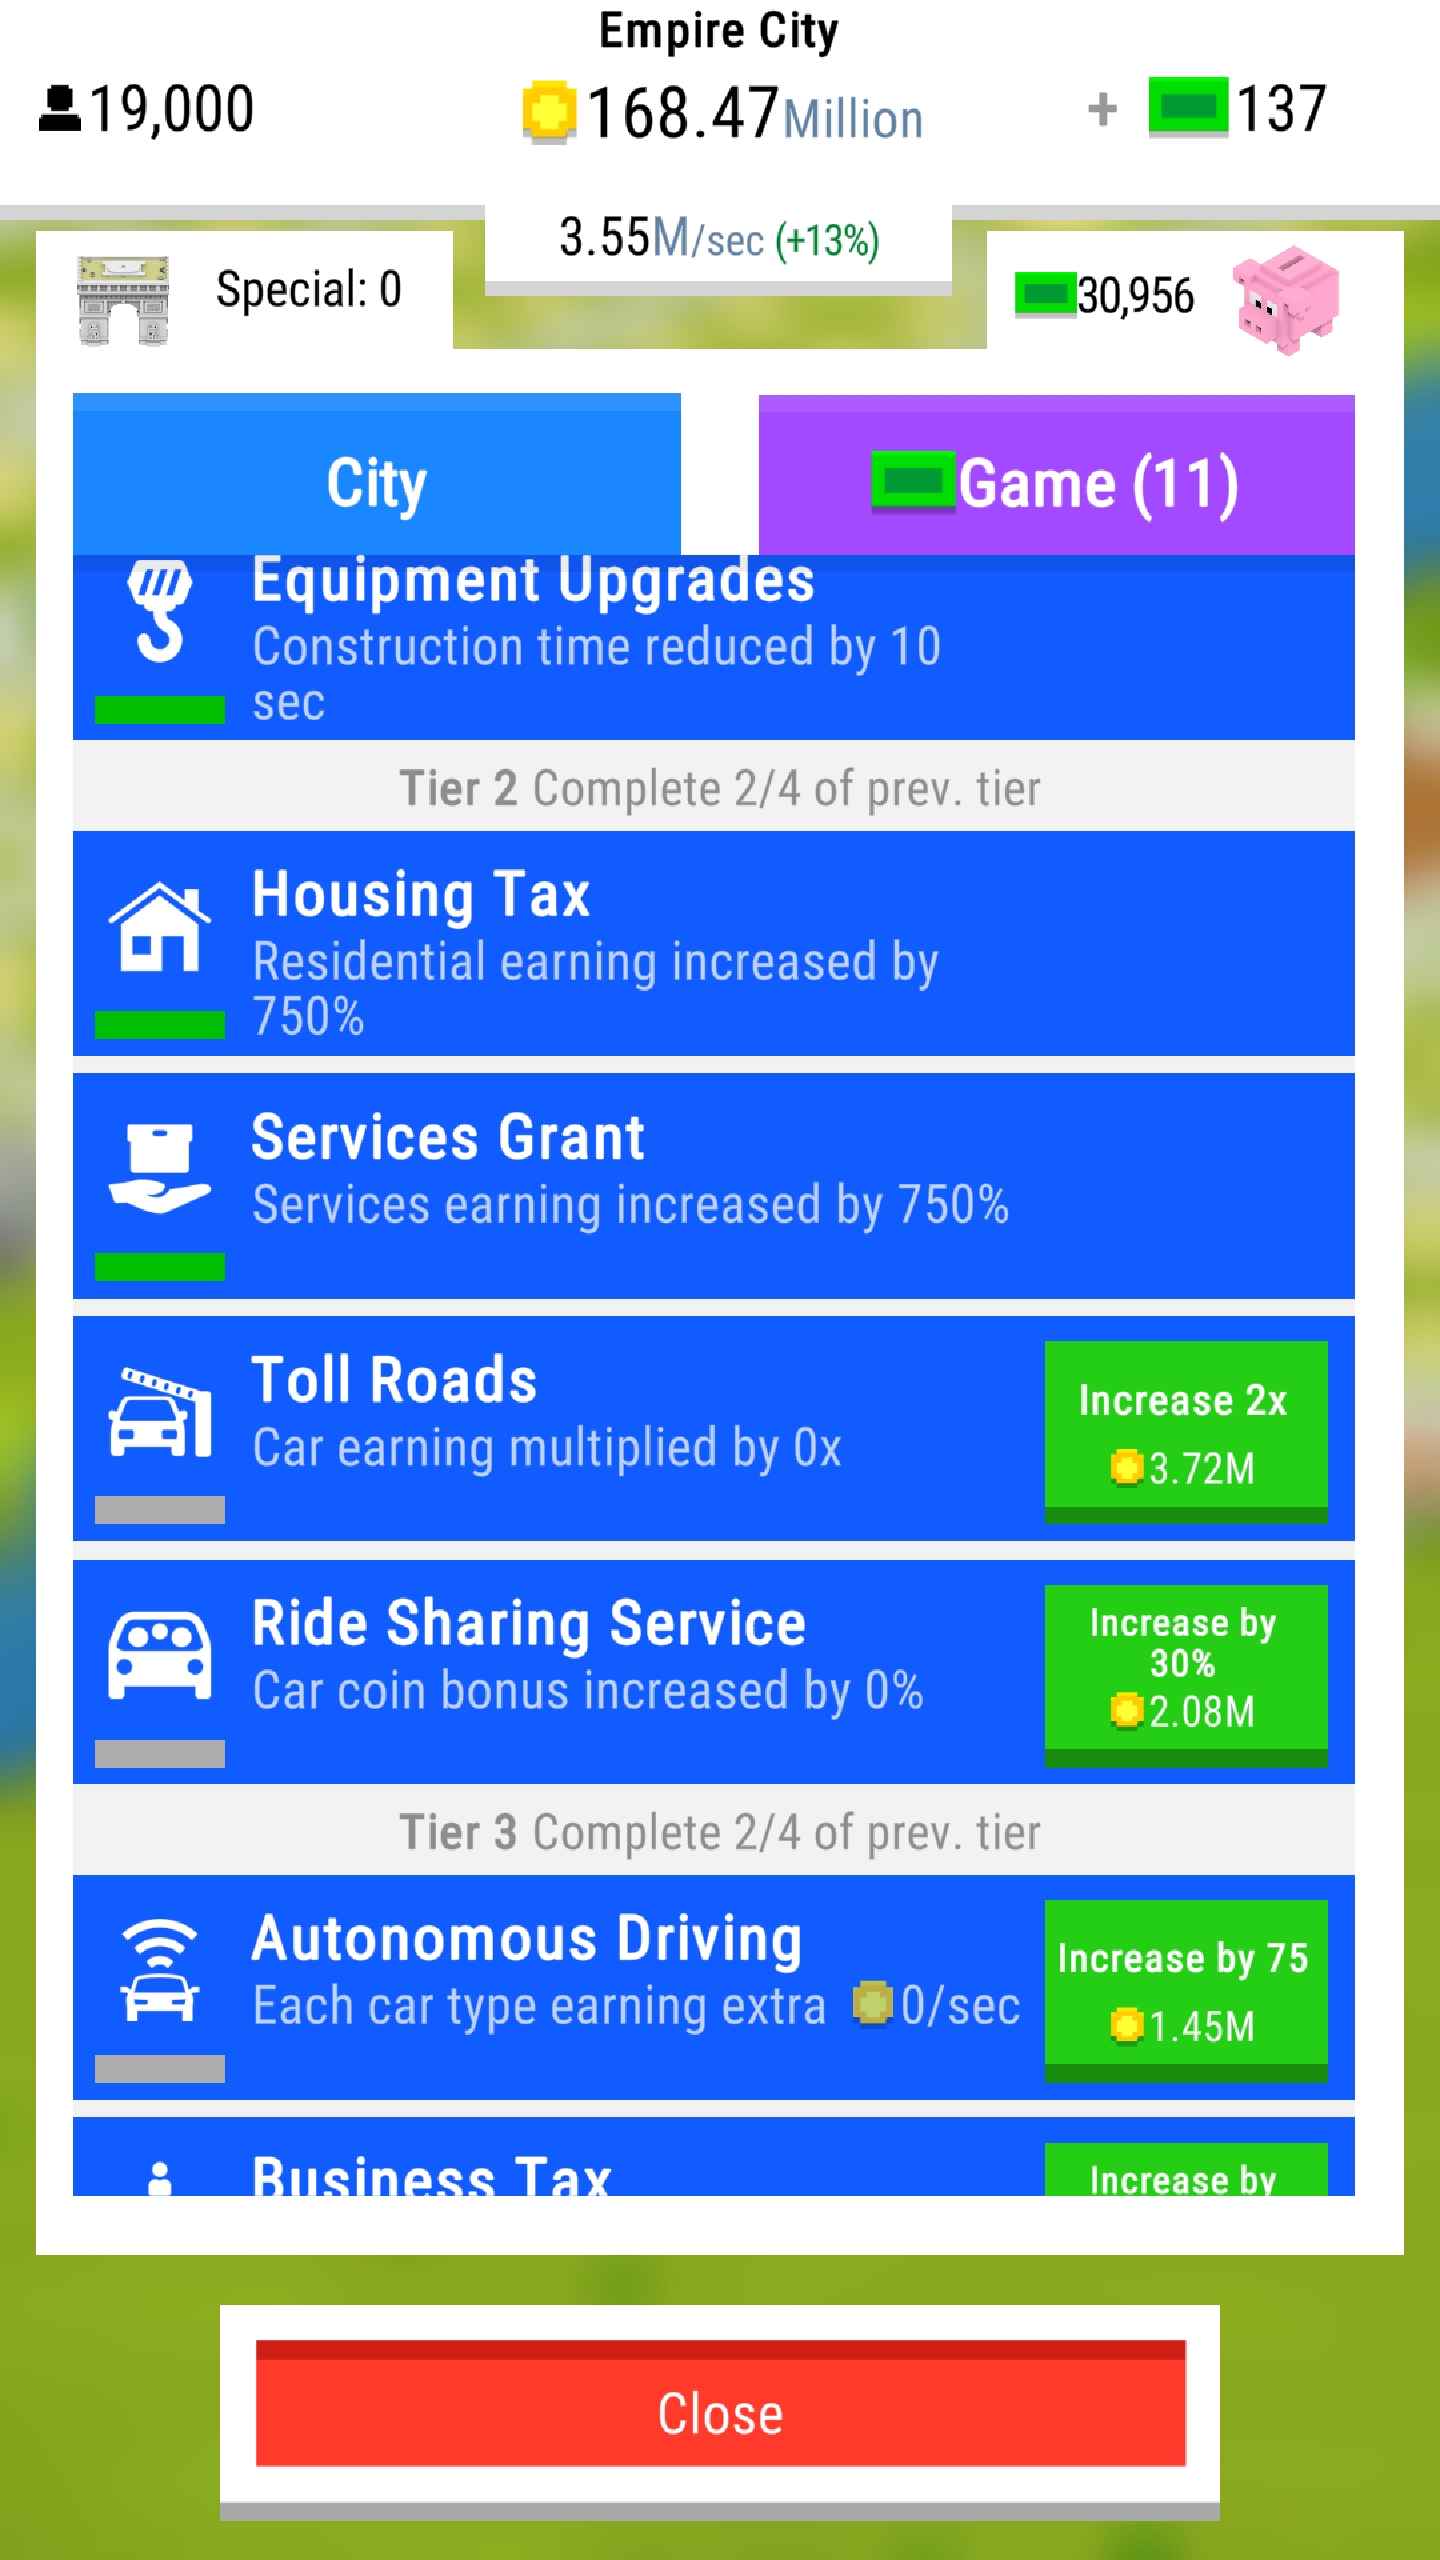 Empire City
19,000
168.47Million
+ 137
3.55M/sec (+13%)
Special: 0
30,956
City
Game (11)
Equipment Upgrades
Construction time reduced by 10
sec
Tier 2 Complete 2/4 of prev. tier
Housing Tax
Residential earning increased by
750%
Services Grant
Services earning increased by 750%
Toll Roads
Car earning multiplied by 0x
Increase 2x
3.72M
Ride Sharing Service
Car coin bonus increased by 0%
Increase by
30%
2.08M
Tier 3 Complete 2/4 of prev. tier
Autonomous Driving
Each car type earning extra 0/sec
Increase by 75
1.45M
Business Tax
Increase by
Close